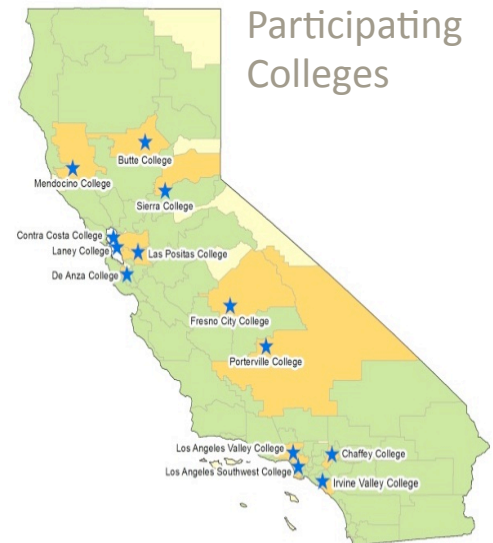 Participating
Colleges
Butte College
Mendocino College
Sierra College
Contra Costa College
Laney College
Las Positas College
De Anza College
Fresno City College
Porterville College
Los Angeles Valley College
Chaffey College
Los Angeles Southwest College
Irvine Valley College